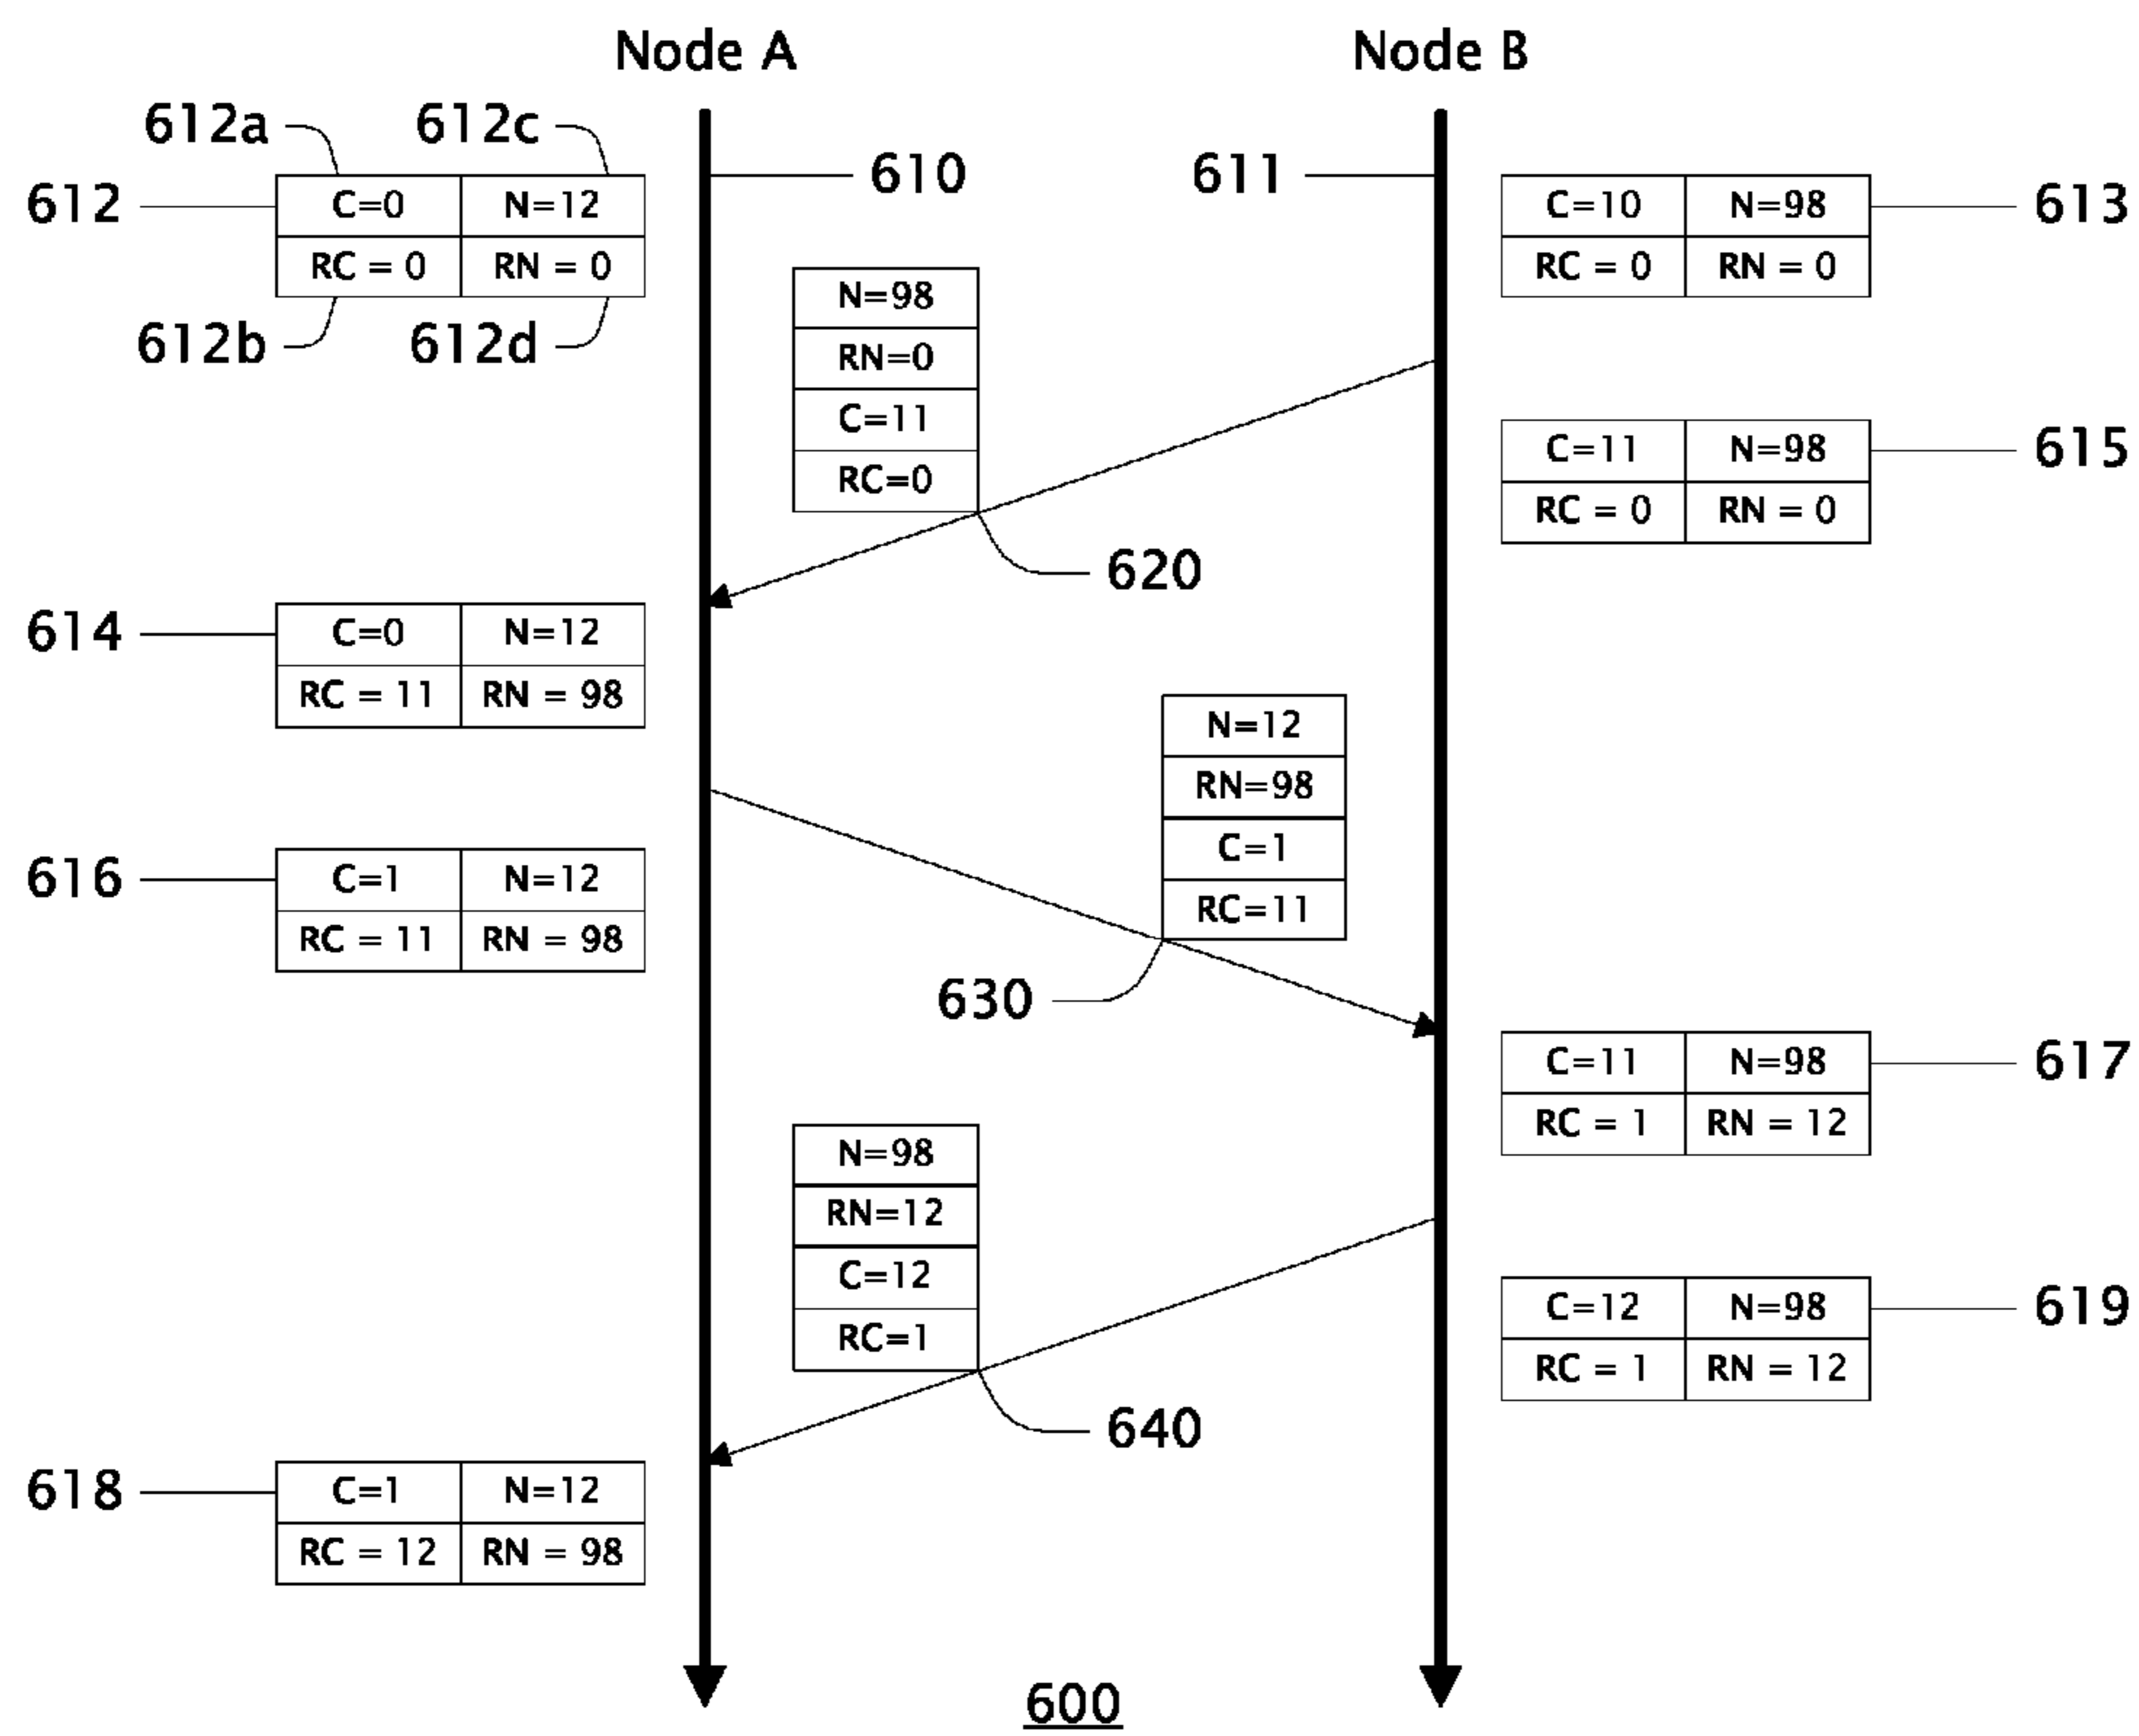 Node A Node B
612a 612c
612 C=0 N=12 610 611 C=10 N=98 613
RC = 0 RN = 0 RC = 0 RN = 0
612b 612d
N=98
RN=0
C=11
RC=0
620
C=11 N=98 615
RC = 0 RN = 0
614 C=0 N=12
RC = 11 RN = 98
N=12
RN=98
C=1
RC=11
630
616 C=1 N=12
RC = 11 RN = 98
C=11 N=98 617
RC = 1 RN = 12
N=98
RN=12
C=12
RC=1
640
C=12 N=98 619
RC = 1 RN = 12
618 C=1 N=12
RC = 12 RN = 98
600